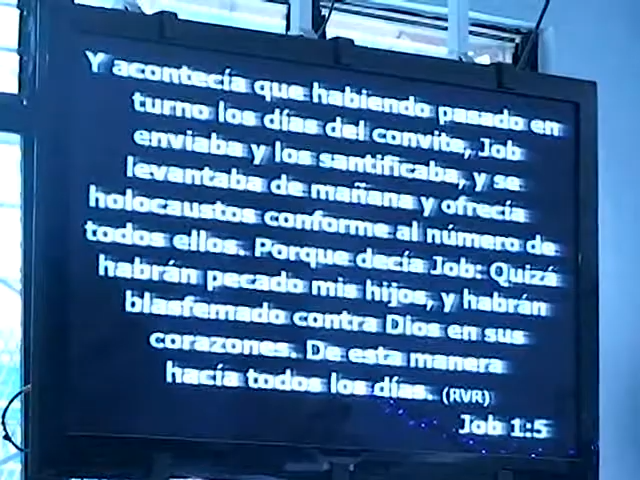 Y acontecía que habiendo pasado en
turno los días del convite, Job
enviaba y los santificaba, y se
levantaba de mañana y ofrecía
holocaustos conforme al número de
todos ellos. Porque decía Job: Quizá
habrán pecado mis hijos, y habrán
blasfemado contra Dios en sus
corazones. De esta manera
hacía todos los días. (RVR)
Job 1:5